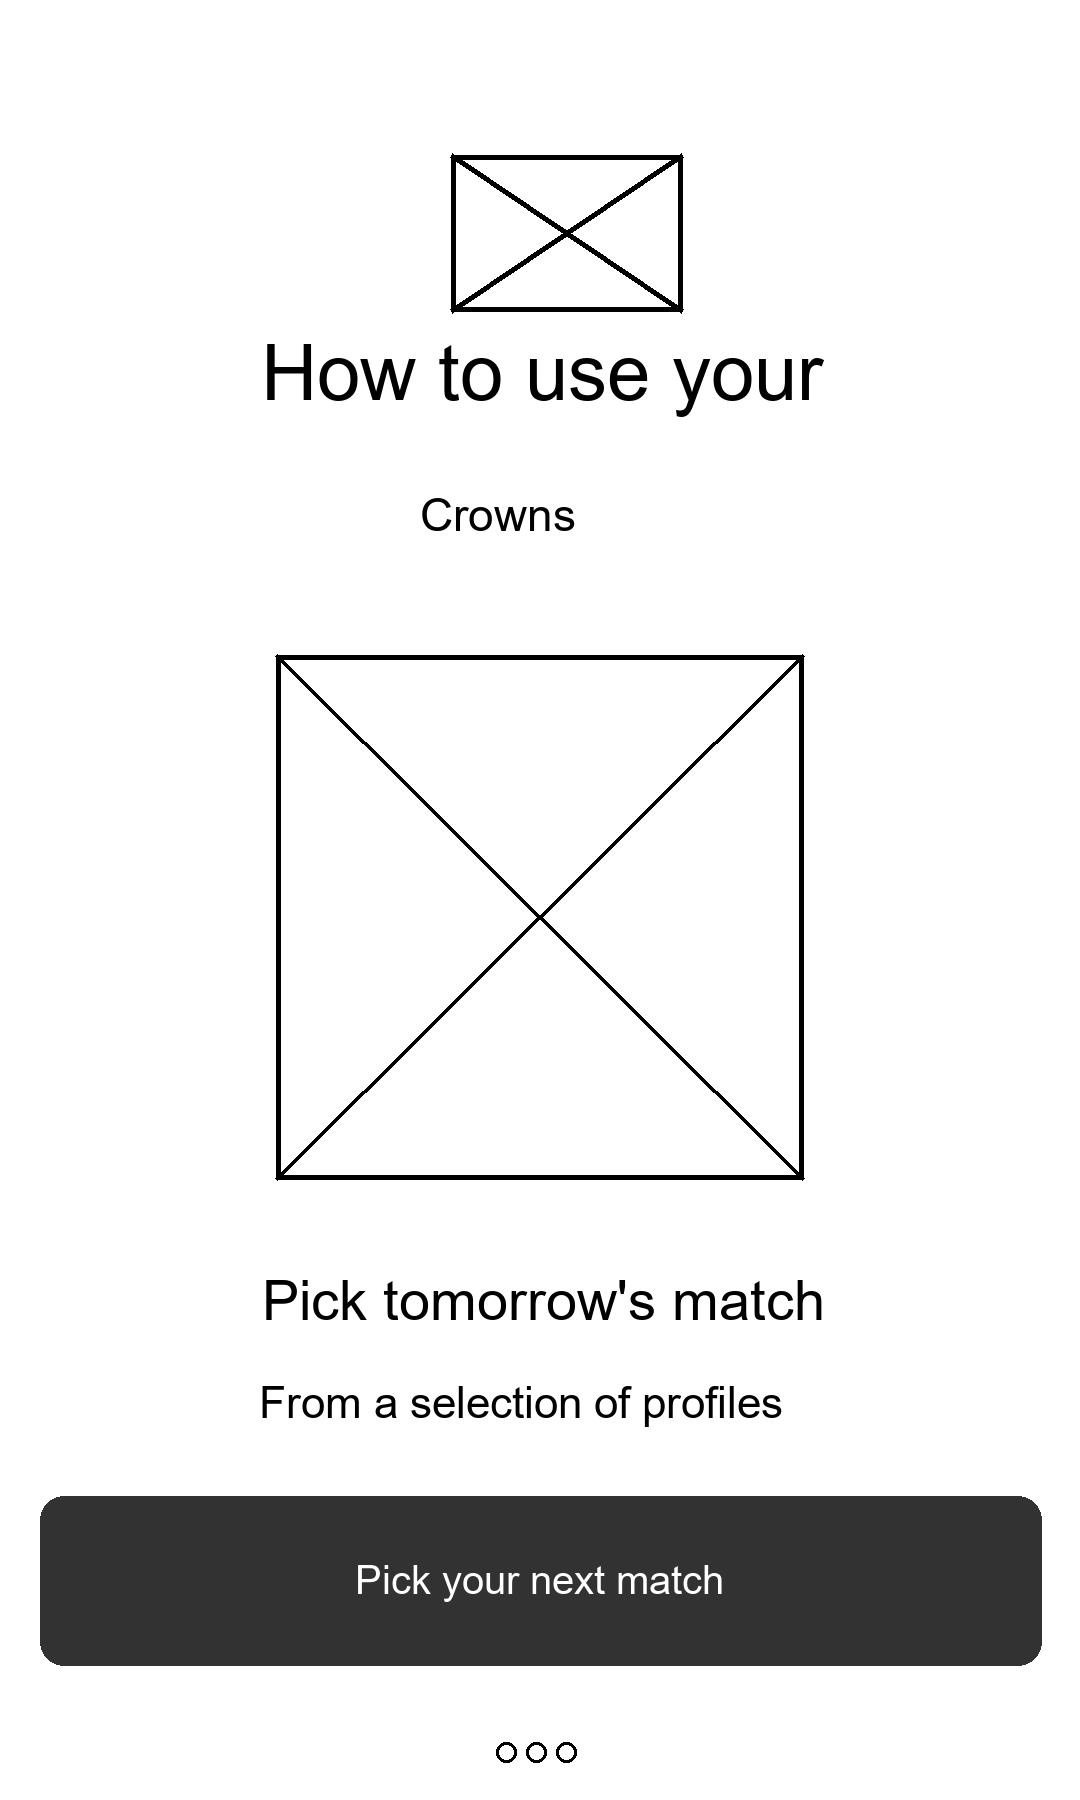 How to use your
Crowns
Pick tomorrow's match
From a selection of profiles
Pick your next match